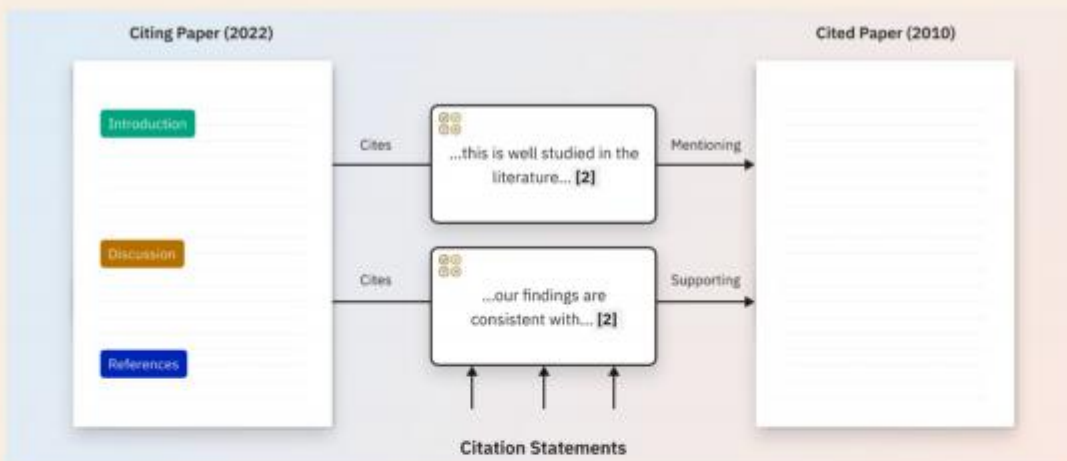 Citing Paper (2022)
Cited Paper (2010)
Introduction
Cites
...this is well studied in the
literature... [2]
Mentioning
Discussion
Cites
...our findings are
consistent with... [2]
Supporting
References
Citation Statements